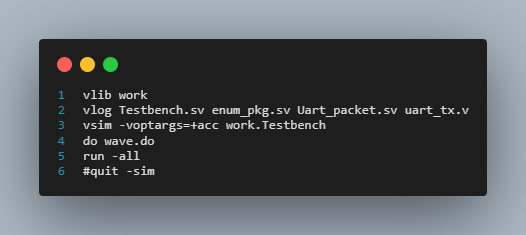 1 vlib work
2 vlog Testbench.sv enum_pkg.sv Uart_packet.sv uart_tx.v
3 vsim -voptargs=+acc work.Testbench
4 do wave.do
5 run -all
6 #quit -sim